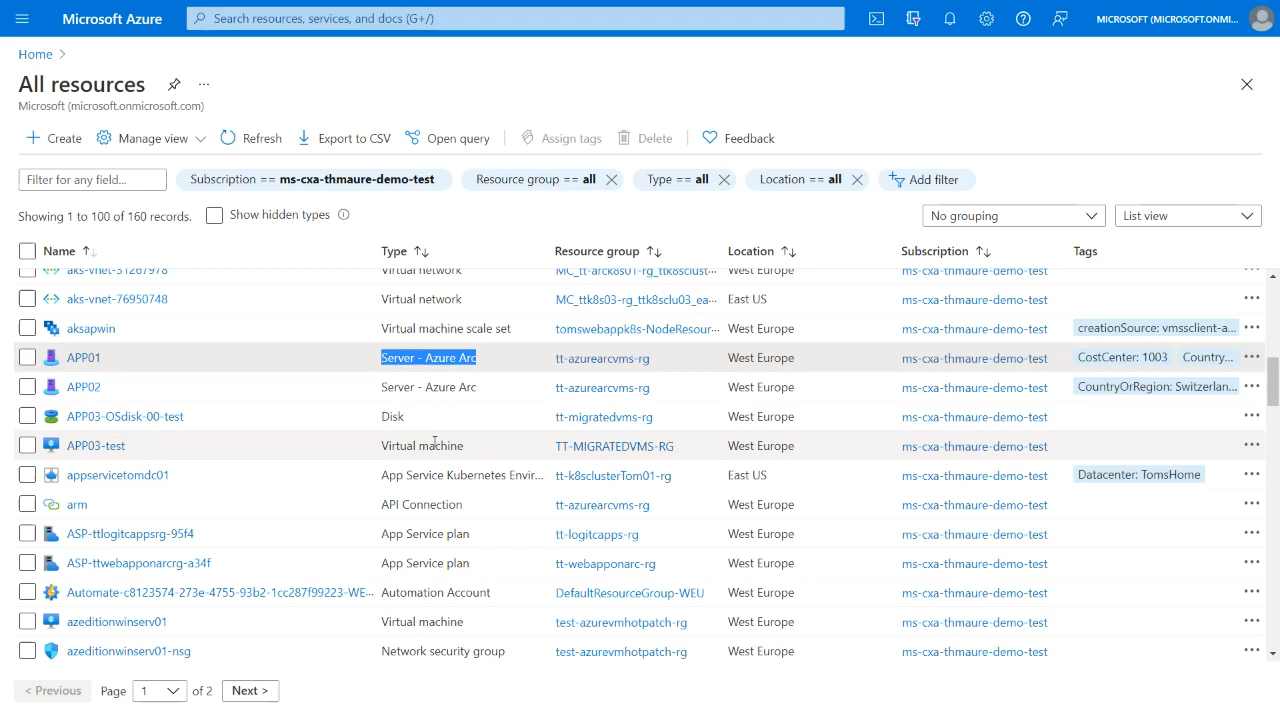 Microsoft Azure Search resources, services, and docs (G+/) MICROSOFT (MICROSOFT.ONMI...
Home
All resources ...
Microsoft (microsoft.onmicrosoft.com)
Create Manage view Refresh Export to CSV Open query Assign tags Delete Feedback
Filter for any field... Subscription == ms-cxa-thmaure-demo-test Resource group == all Type == all Location == all Add filter
Showing 1 to 100 of 160 records. Show hidden types No grouping List view
Name Type Resource group Location Subscription Tags
aks-vnet-31267978 Virtual network MC_tt-arck8s01-rg_ttk8sclust... West Europe ms-cxa-thmaure-demo-test
aks-vnet-76950748 Virtual network MC_ttk8s03-rg_ttk8sclu03_ea... East US ms-cxa-thmaure-demo-test
aksapwin Virtual machine scale set tomswebappk8s-NodeResour... West Europe ms-cxa-thmaure-demo-test creationSource: vmssclient-a...
APP01 Server - Azure Arc tt-azurearcvms-rg West Europe ms-cxa-thmaure-demo-test CostCenter: 1003 Country...
APP02 Server - Azure Arc tt-azurearcvms-rg West Europe ms-cxa-thmaure-demo-test CountryOrRegion: Switzerlan...
APP03-OSdisk-00-test Disk tt-migratedvms-rg West Europe ms-cxa-thmaure-demo-test
APP03-test Virtual machine TT-MIGRATEDVMS-RG West Europe ms-cxa-thmaure-demo-test
appservicetomdc01 App Service Kubernetes Envir... tt-k8sclusterTom01-rg East US ms-cxa-thmaure-demo-test Datacenter: TomsHome
arm API Connection tt-azurearcvms-rg West Europe ms-cxa-thmaure-demo-test
ASP-ttlogitcappsrg-95f4 App Service plan tt-logitcapps-rg West Europe ms-cxa-thmaure-demo-test
ASP-ttwebapponarcrg-a34f App Service plan tt-webapponarc-rg West Europe ms-cxa-thmaure-demo-test
Automate-c8123574-273e-4755-93b2-1cc287f99223-WE... Automation Account DefaultResourceGroup-WEU West Europe ms-cxa-thmaure-demo-test
azeditionwinserv01 Virtual machine test-azurevmhotpatch-rg West Europe ms-cxa-thmaure-demo-test
azeditionwinserv01-nsg Network security group test-azurevmhotpatch-rg West Europe ms-cxa-thmaure-demo-test
< Previous Page 1 of 2 Next >